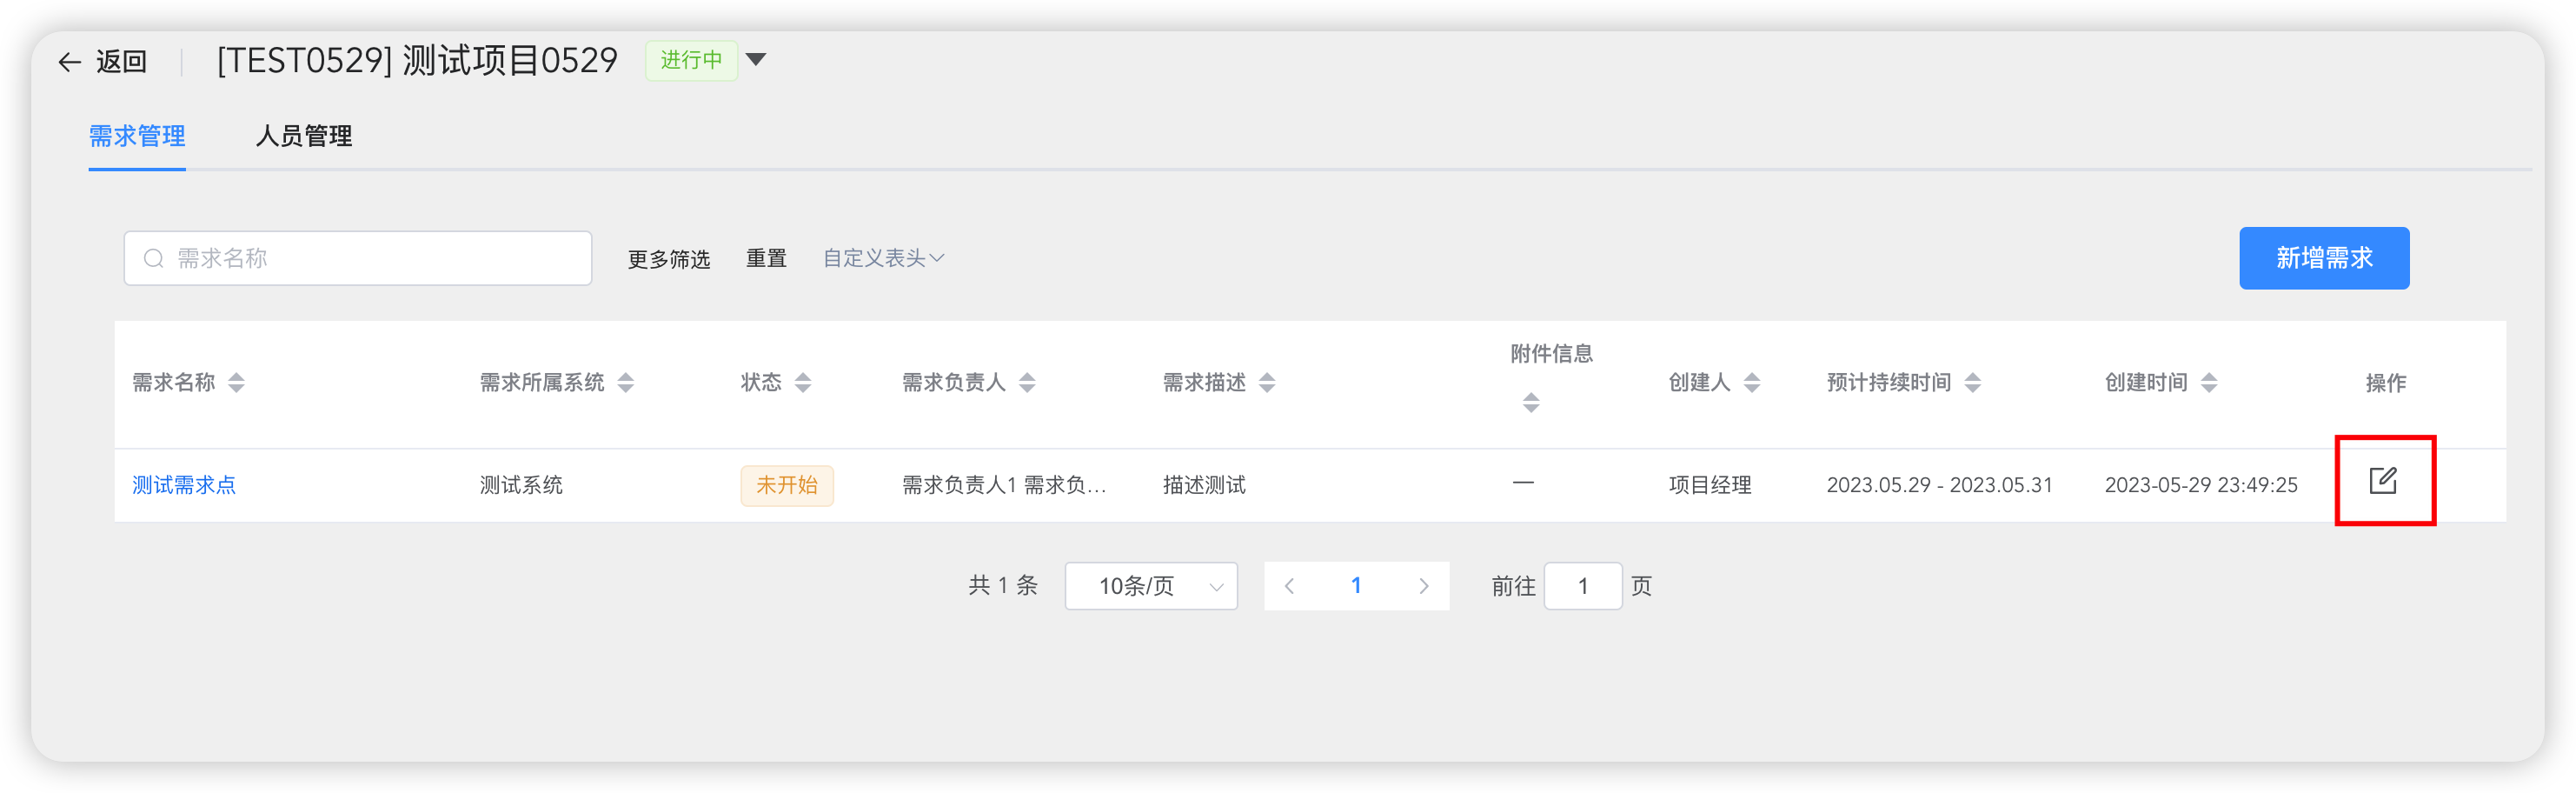 返回 [TEST0529] 测试项目0529 进行中
需求管理 人员管理
需求名称 更多筛选 重置 自定义表头 新增需求
需求名称 需求所属系统 状态 需求负责人 需求描述 附件信息 创建人 预计持续时间 创建时间 操作
测试需求点 测试系统 未开始 需求负责人1 需求负... 描述测试 — 项目经理 2023.05.29 - 2023.05.31 2023-05-29 23:49:25
共 1 条 10条/页 1 前往 1 页